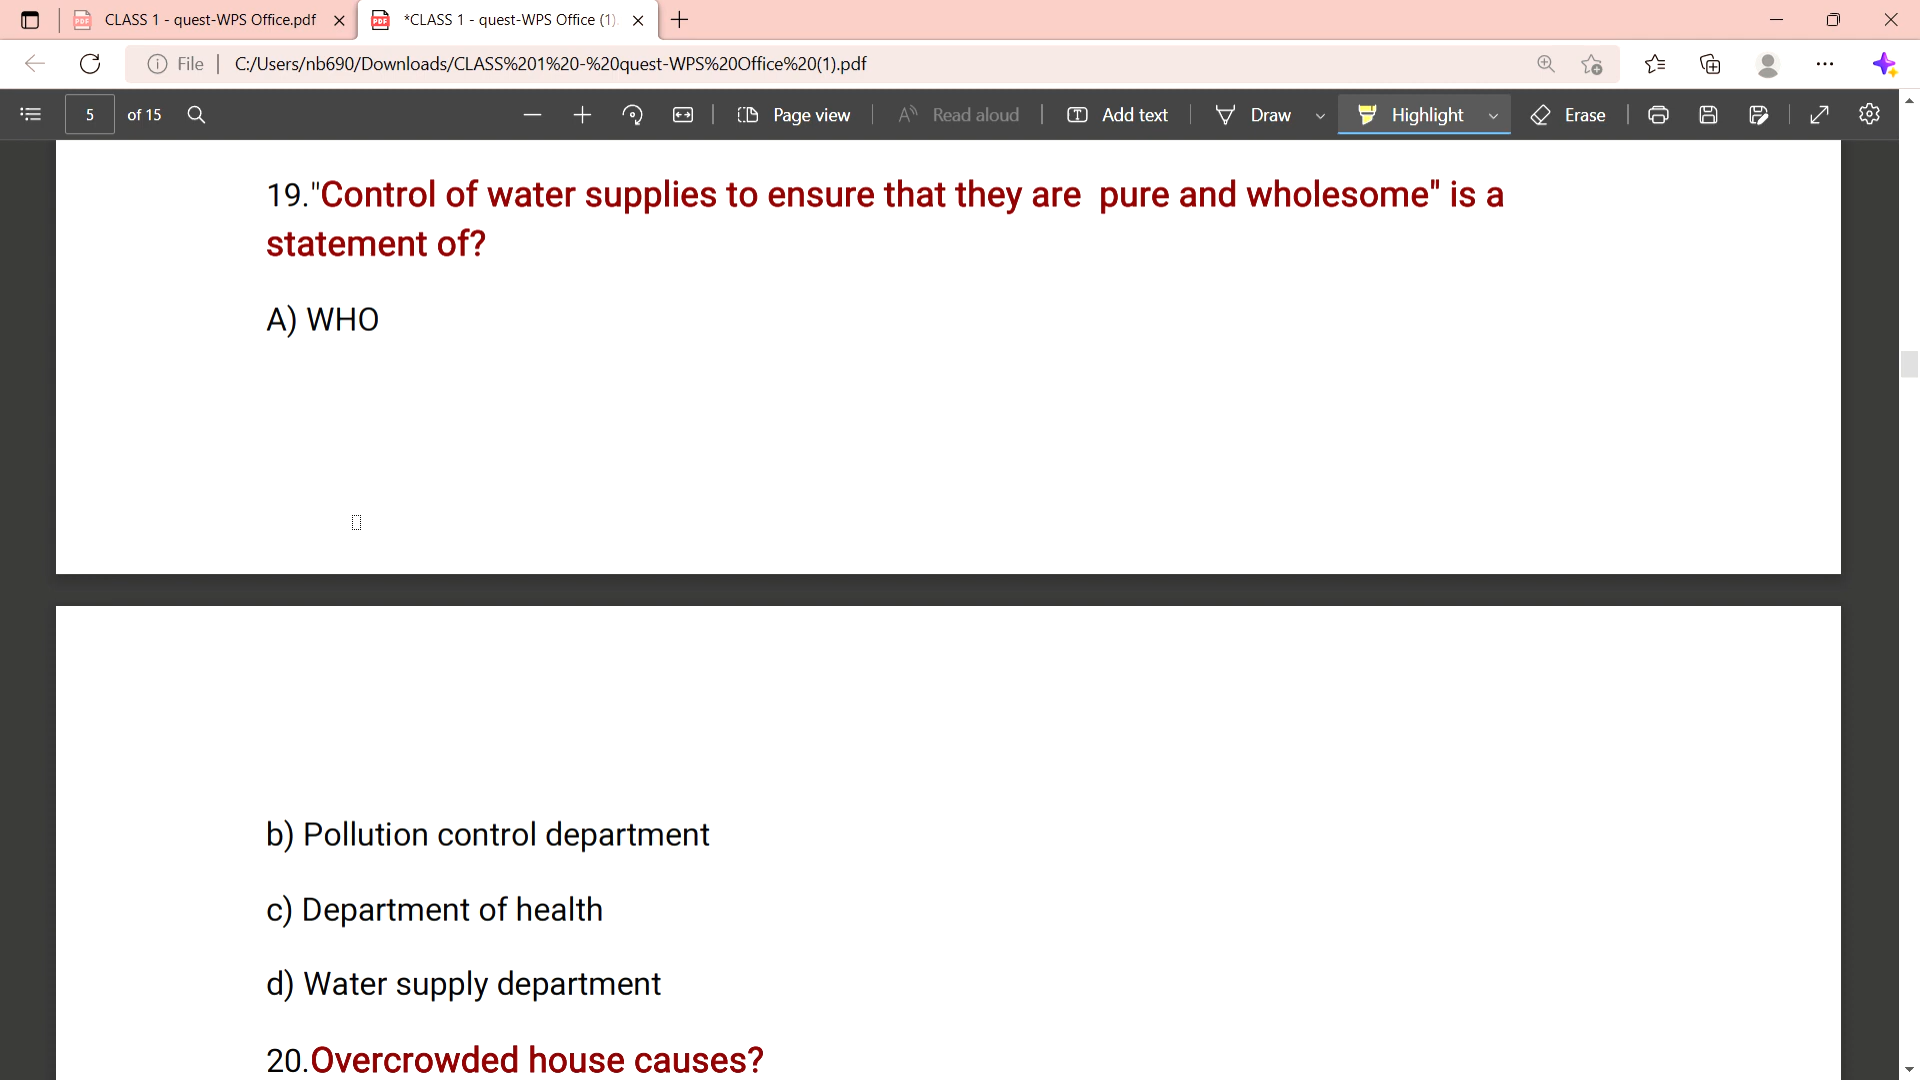 CLASS 1 - quest-WPS Office.pdf
*CLASS 1 - quest-WPS Office (1).
File
C:/Users/nb690/Downloads/CLASS%201%20-%20quest-WPS%20Office%20(1).pdf
5 of 15
Page view
Read aloud
Add text
Draw
Highlight
Erase
19."Control of water supplies to ensure that they are pure and wholesome" is a
statement of?
A) WHO
b) Pollution control department
c) Department of health
d) Water supply department
20.Overcrowded house causes?